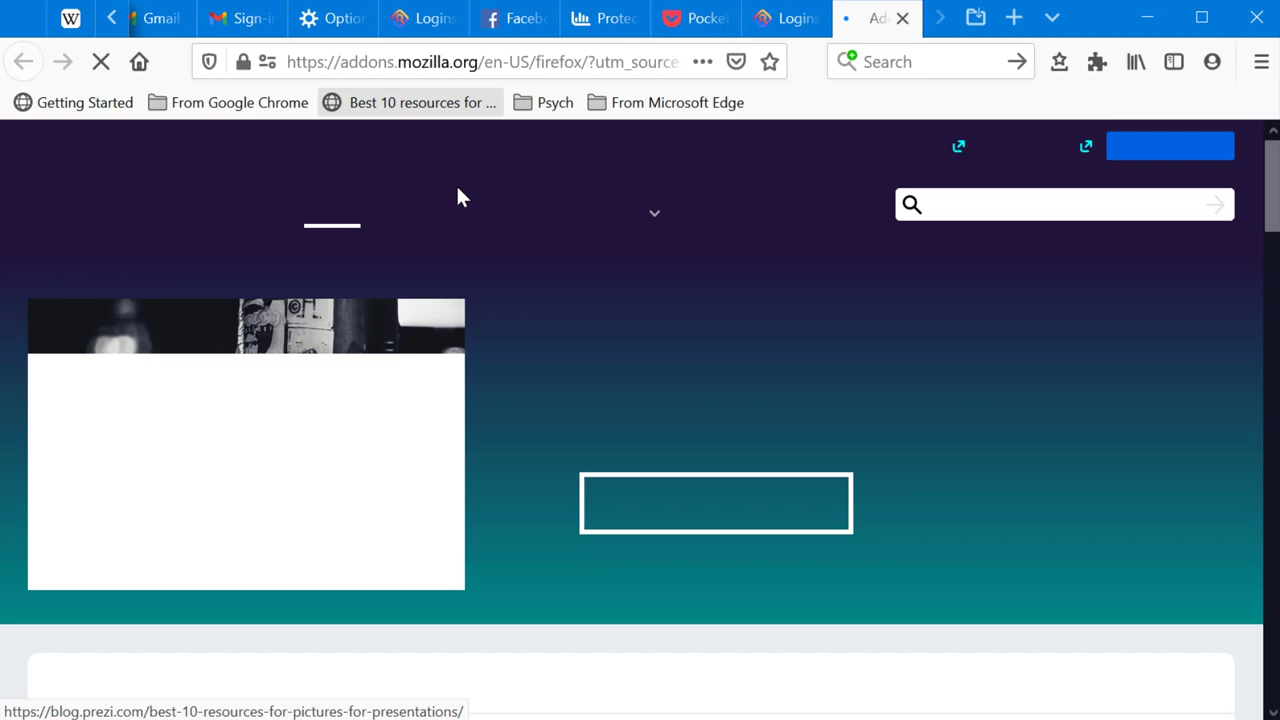 Gmail
Sign-i
Optio
Logins
Faceb
Protec
Pocke
Logins
Ad
https://addons.mozilla.org/en-US/firefox/?utm_source
Search
Getting Started
From Google Chrome
Best 10 resources for ...
Psych
From Microsoft Edge
https://blog.prezi.com/best-10-resources-for-pictures-for-presentations/